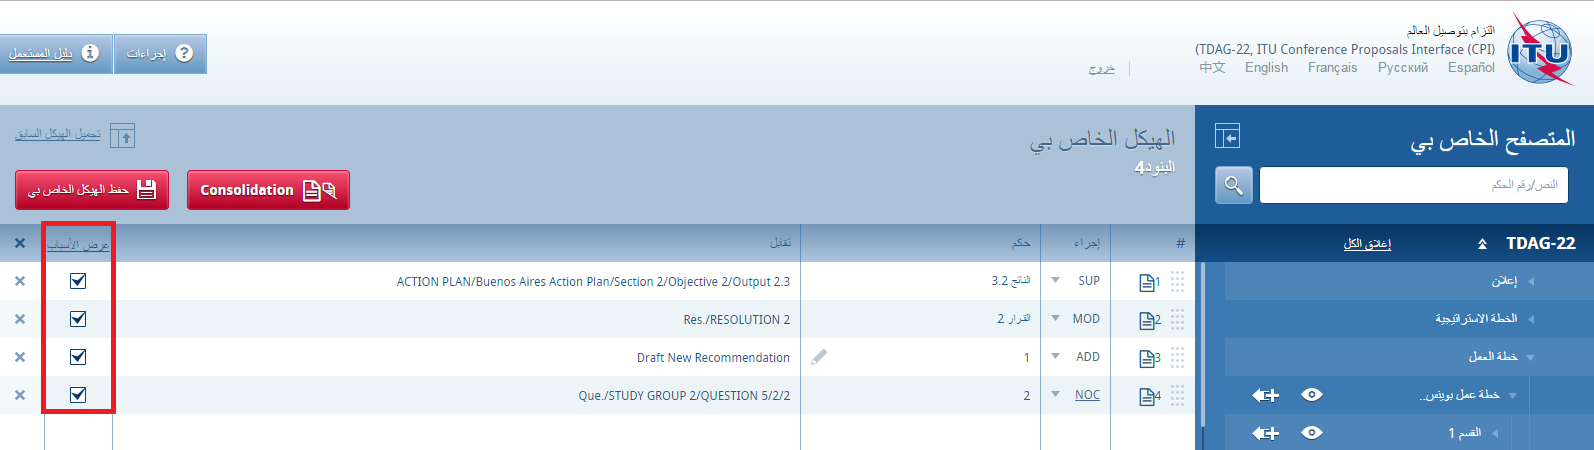 التزام بتوصيل العالم
(TDAG-22, ITU Conference Proposals Interface (CPI)
中文 English Français Русский Español
خروج
إجراءات
دليل المستعمل
ITU
المتصفح الخاص بي
النص/رقم الحكم
الهيكل الخاص بي
البنود4
تحميل الهيكل السابق
Consolidation
حفظ الهيكل الخاص بي
TDAG-22
إغلاق الكل
إعلان
الخطة الاستراتيجية
خطة العمل
خطة عمل بوينس..
القسم 1
# إجراء حكم تقابل عرض الأسباب ×
1 SUP الناتج 3.2 ACTION PLAN/Buenos Aires Action Plan/Section 2/Objective 2/Output 2.3 ×
2 MOD القرار 2 Res./RESOLUTION 2 ×
3 ADD 1 Draft New Recommendation ×
4 NOC 2 Que./STUDY GROUP 2/QUESTION 5/2/2 ×